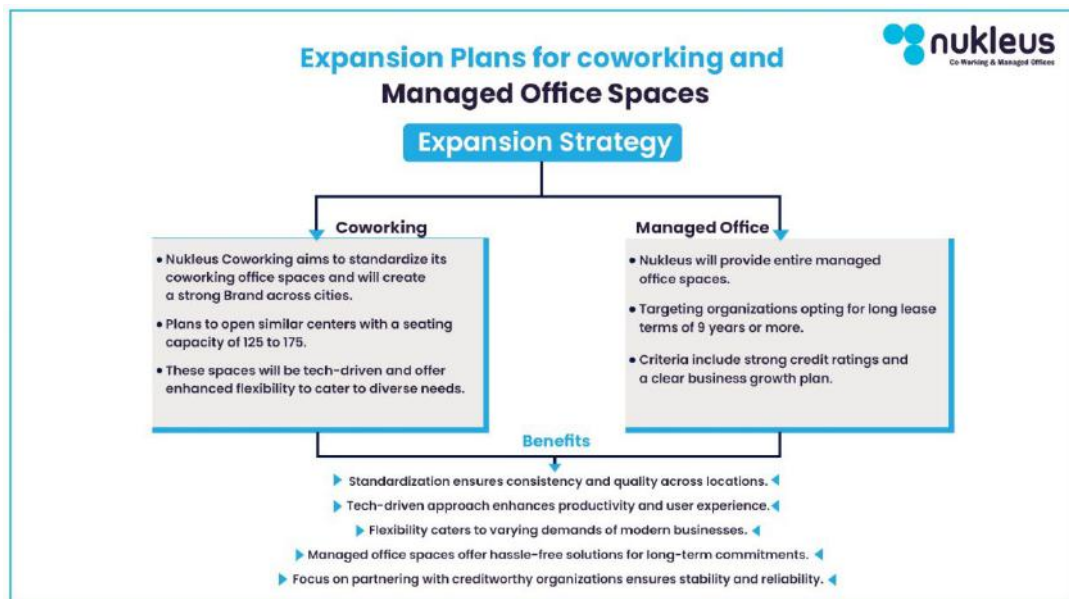 nukleus
Co Working & Managed Offices
Expansion Plans for coworking and
Managed Office Spaces
Expansion Strategy
Coworking
• Nukleus Coworking aims to standardize its
coworking office spaces and will create
a strong Brand across cities.
• Plans to open similar centers with a seating
capacity of 125 to 175.
• These spaces will be tech-driven and offer
enhanced flexibility to cater to diverse needs.
Managed Office
• Nukleus will provide entire managed
office spaces.
• Targeting organizations opting for long lease
terms of 9 years or more.
• Criteria include strong credit ratings and
a clear business growth plan.
Benefits
Standardization ensures consistency and quality across locations.
Tech-driven approach enhances productivity and user experience.
Flexibility caters to varying demands of modern businesses.
Managed office spaces offer hassle-free solutions for long-term commitments.
Focus on partnering with creditworthy organizations ensures stability and reliability.